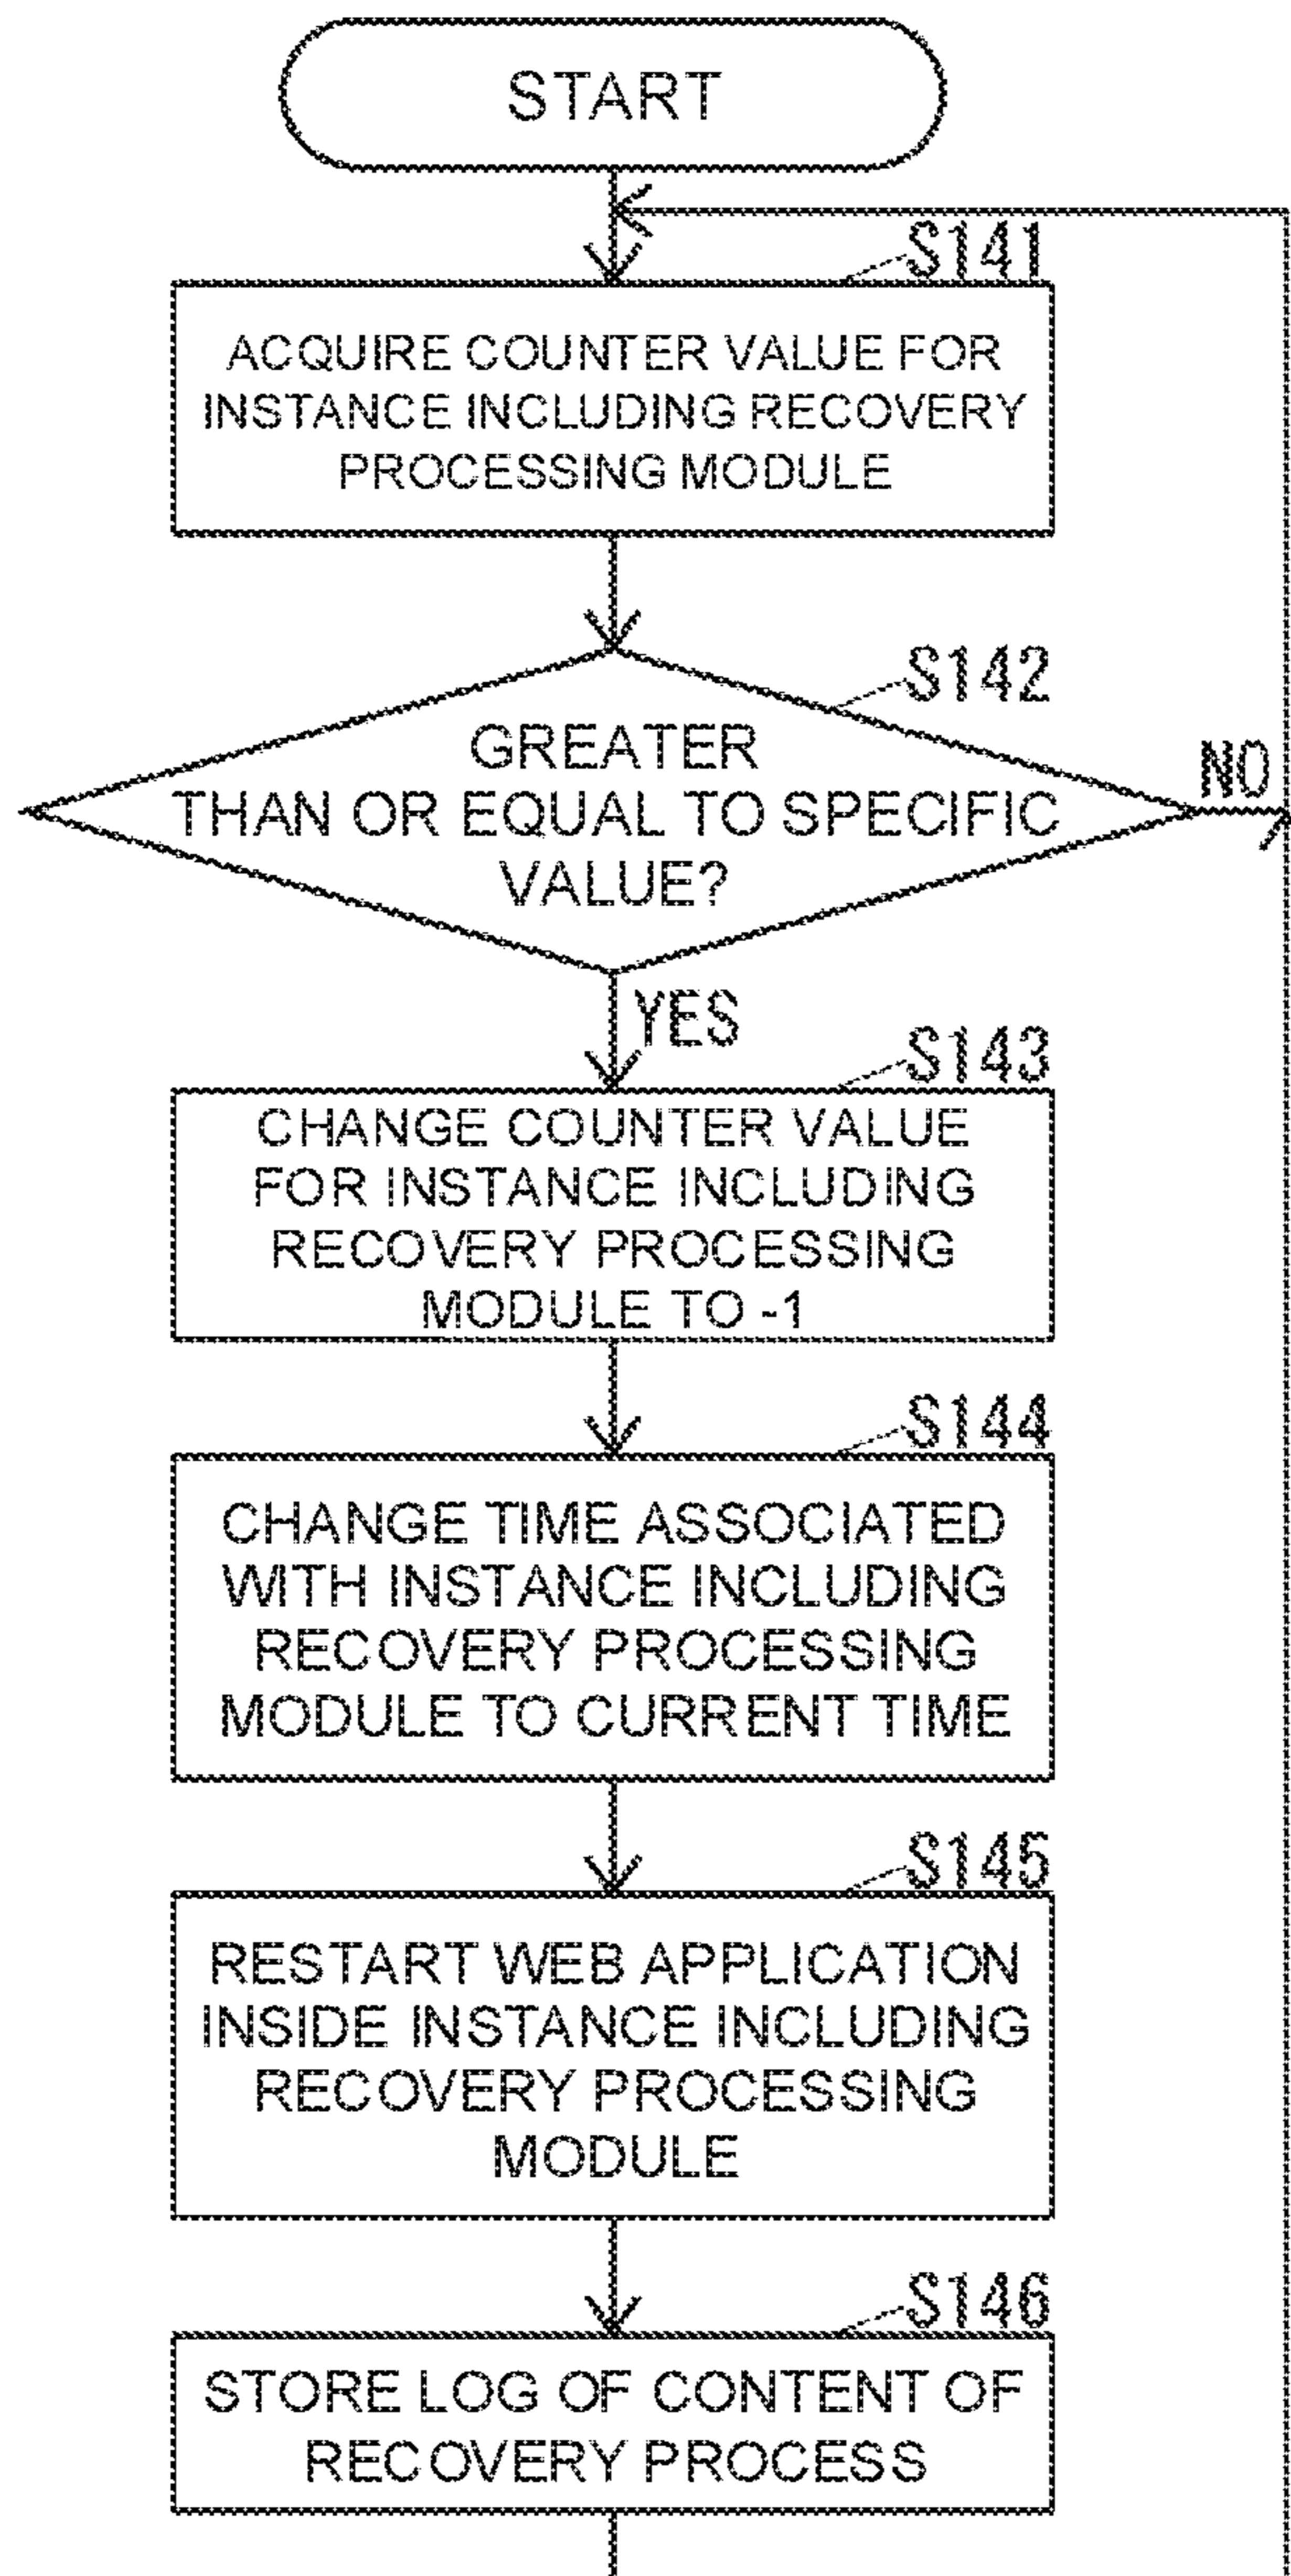 START
S141
ACQUIRE COUNTER VALUE FOR
INSTANCE INCLUDING RECOVERY
PROCESSING MODULE
S142
GREATER
THAN OR EQUAL TO SPECIFIC
VALUE?
NO
YES
S143
CHANGE COUNTER VALUE
FOR INSTANCE INCLUDING
RECOVERY PROCESSING
MODULE TO -1
S144
CHANGE TIME ASSOCIATED
WITH INSTANCE INCLUDING
RECOVERY PROCESSING
MODULE TO CURRENT TIME
S145
RESTART WEB APPLICATION
INSIDE INSTANCE INCLUDING
RECOVERY PROCESSING
MODULE
S146
STORE LOG OF CONTENT OF
RECOVERY PROCESS